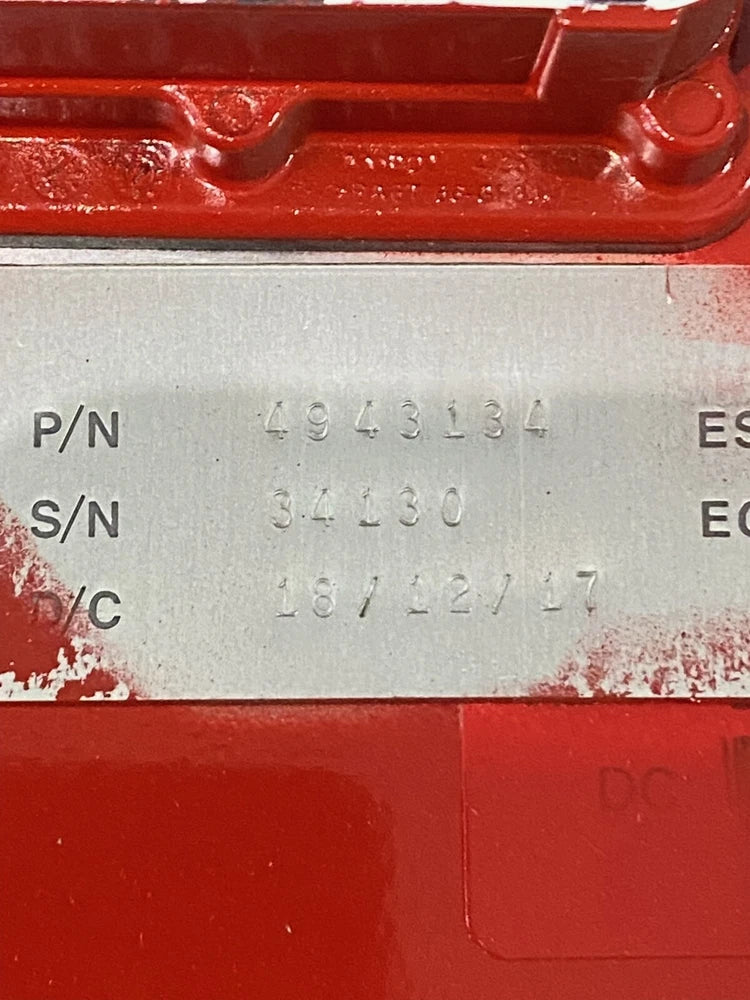 P/N 4943134 ES
S/N 34130 EC
D/C 18/12/17
DC